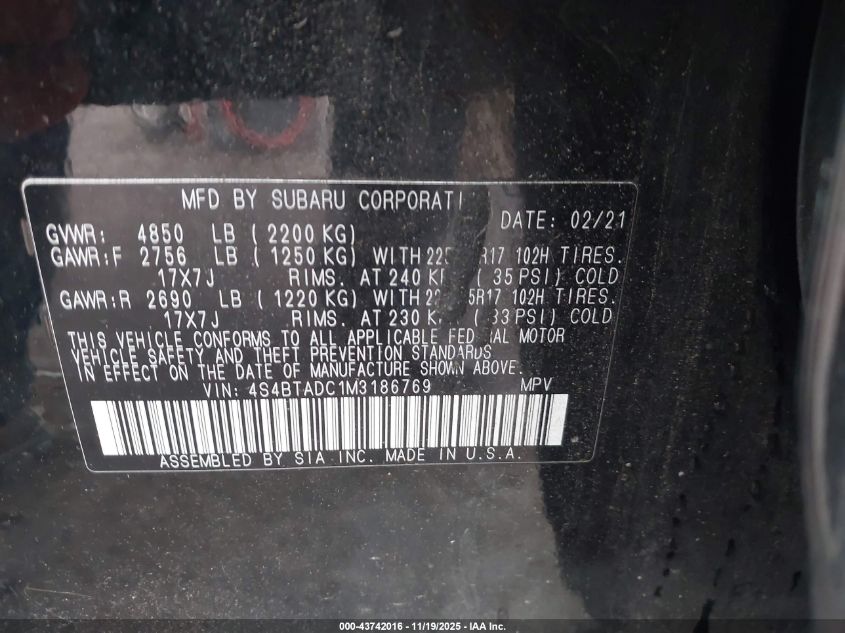 MFD BY SUBARU CORPORATI
DATE: 02/21
GVWR: 4850 LB (2200 KG)
GAWR:F 2756 LB (1250 KG) WITH 225 R17 102H TIRES.
17X7J RIMS. AT 240 K (35 PSI) COLD
GAWR:R 2690 LB (1220 KG) WITH 2 5R17 102H TIRES.
17X7J RIMS. AT 230 K (33 PSI) COLD
THIS VEHICLE CONFORMS TO ALL APPLICABLE FED AL MOTOR
VEHICLE SAFETY AND THEFT PREVENTION STANDARDS
IN EFFECT ON THE DATE OF MANUFACTURE SHOWN ABOVE.
VIN: 4S4BTADC1M3186769 MPV
ASSEMBLED BY SIA INC. MADE IN U.S.A.
000-43742016 - 11/19/2025 - IAA Inc.